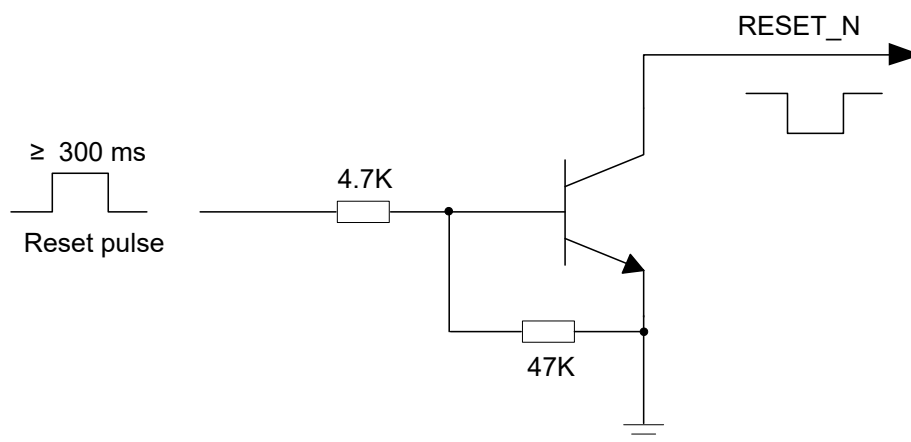 RESET_N
≥ 300 ms
4.7K
Reset pulse
47K